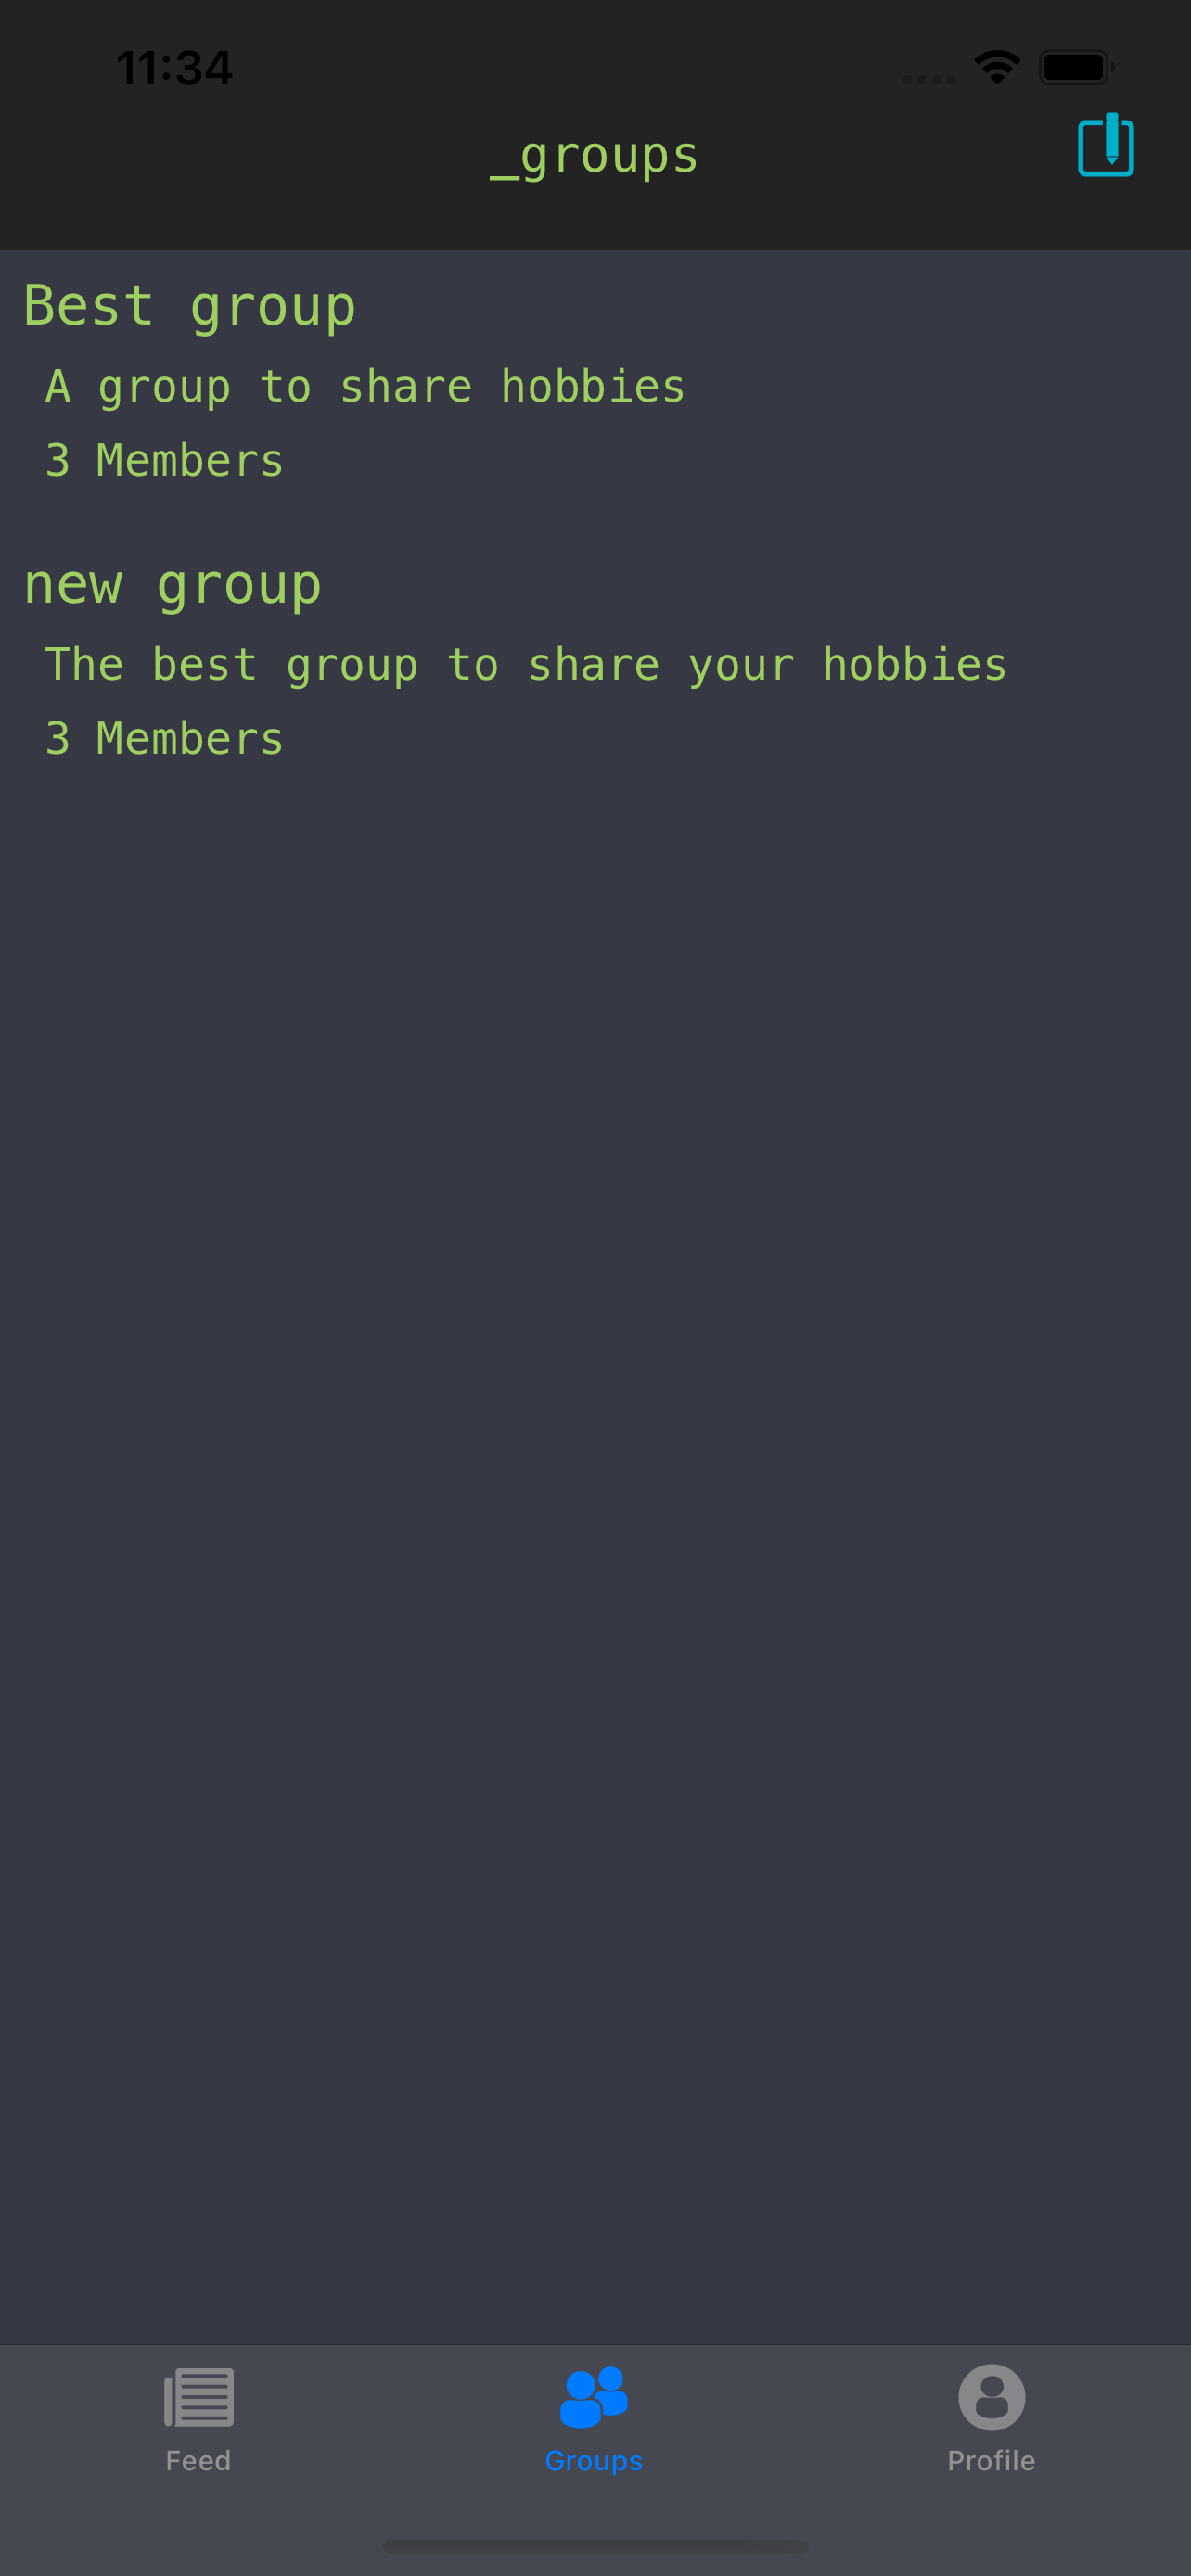 11:34
_groups
Best group
A group to share hobbies
3 Members
new group
The best group to share your hobbies
3 Members
Feed
Groups
Profile